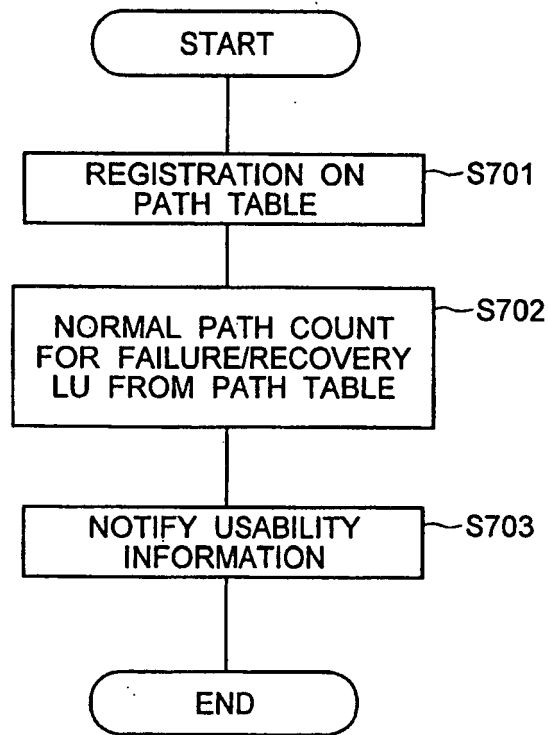 START
REGISTRATION ON
PATH TABLE
S701
NORMAL PATH COUNT
FOR FAILURE/RECOVERY
LU FROM PATH TABLE
S702
NOTIFY USABILITY
INFORMATION
S703
END